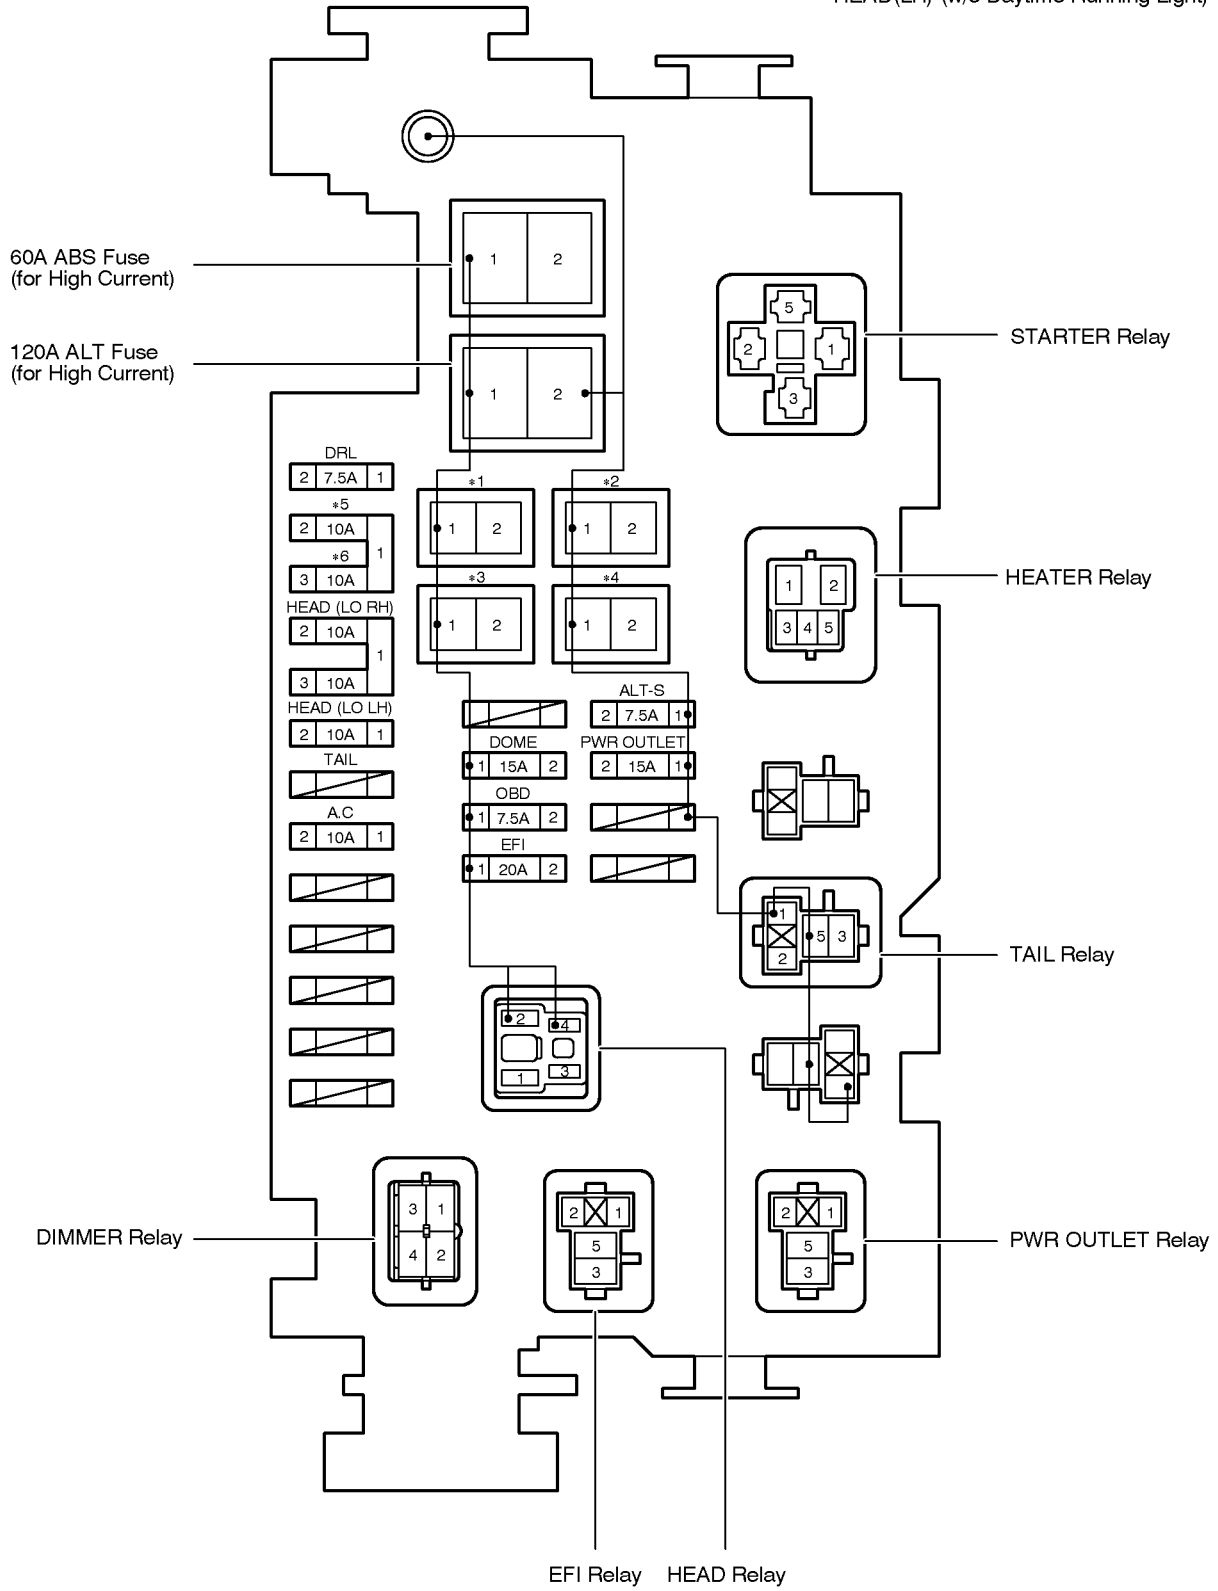 HEAD(LH) (w/o Daytime Running Light)
60A ABS Fuse
(for High Current)
1 2
120A ALT Fuse
(for High Current)
1 2
5
2 1
3
STARTER Relay
DRL
2 7.5A 1
*5
2 10A
1
*6
3 10A
HEAD (LO RH)
2 10A
1
3 10A
HEAD (LO LH)
2 10A 1
TAIL
A.C
2 10A 1
*1
1 2
*2
1 2
*3
1 2
*4
1 2
1 2
3 4 5
HEATER Relay
ALT-S
2 7.5A 1
DOME
1 15A 2
PWR OUTLET
2 15A 1
OBD
1 7.5A 2
EFI
1 20A 2
1
5 3
2
TAIL Relay
2 4
1 3
DIMMER Relay
3 1
4 2
2 1
5
3
2 1
5
3
PWR OUTLET Relay
EFI Relay HEAD Relay